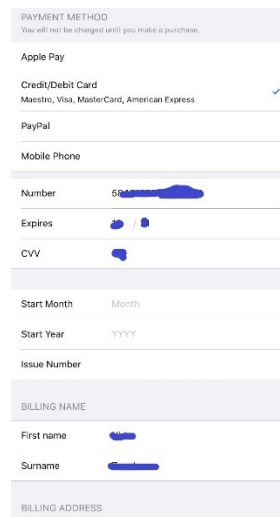 PAYMENT METHOD
You will not be charged until you make a purchase.
Apple Pay
Credit/Debit Card
Maestro, Visa, MasterCard, American Express
PayPal
Mobile Phone
Number
Expires /
CVV
Start Month Month
Start Year YYYY
Issue Number
BILLING NAME
First name
Surname
BILLING ADDRESS